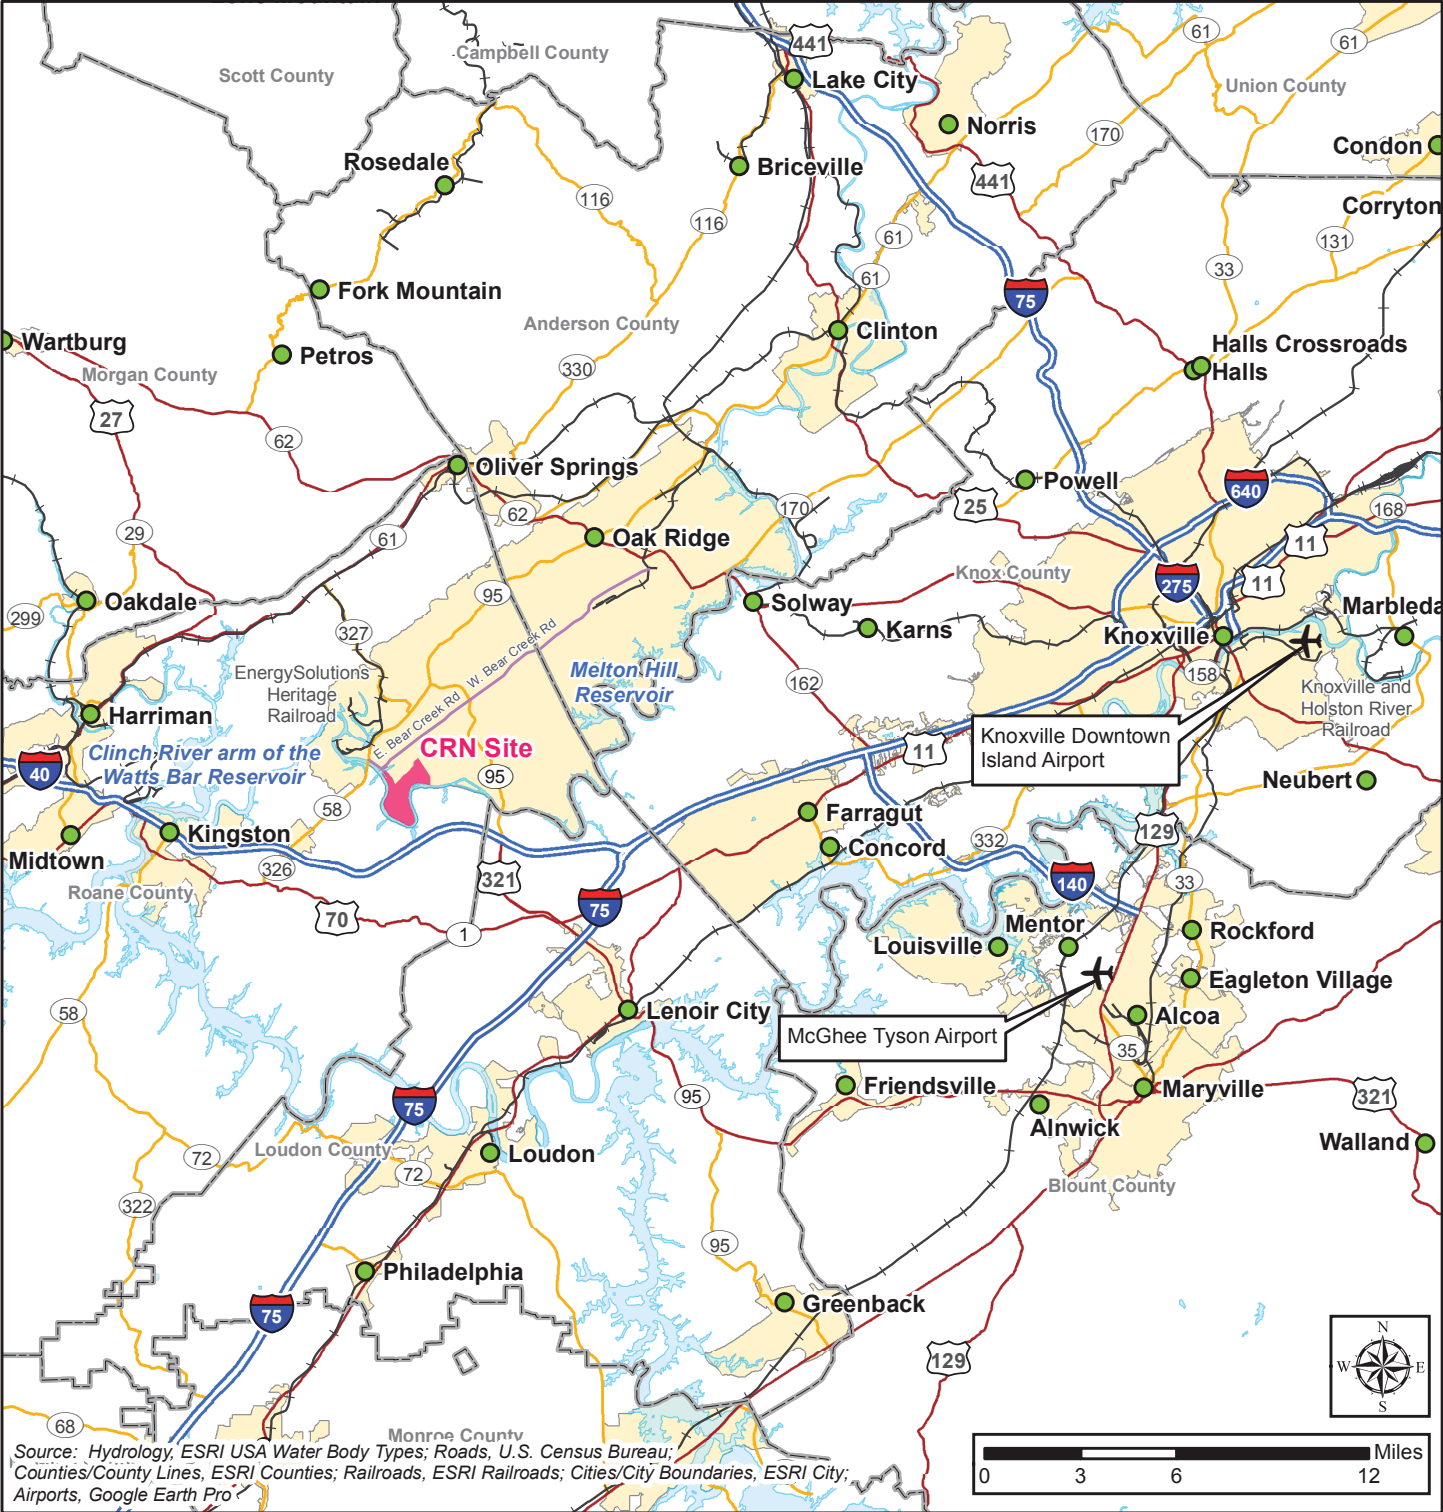 441
61
61
Campbell County
Scott County
Lake City
Union County
Norris
170
Condon
Rosedale
Briceville
441
116
116
Corryton
61
131
33
61
Fork Mountain
75
Anderson County
Clinton
Wartburg
Petros
Halls Crossroads
Halls
Morgan County
330
27
62
Oliver Springs
Powell
640
25
170
168
62
29
61
Oak Ridge
11
Knox County
275
11
95
Oakdale
Solway
299
327
Karns
Knoxville
W. Bear Creek Rd
EnergySolutions
Heritage
Railroad
Melton Hill
Reservoir
162
158
Knoxville and
Holston River
Railroad
E. Bear Creek Rd
Harriman
CRN Site
Clinch River arm of the
Watts Bar Reservoir
40
11
Knoxville Downtown
Island Airport
95
Neubert
58
Farragut
Kingston
129
332
Midtown
Concord
326
321
140
33
Roane County
75
70
1
Mentor
Rockford
Louisville
Eagleton Village
58
Lenoir City
Alcoa
McGhee Tyson Airport
35
Friendsville
Maryville
95
321
75
Alnwick
Walland
72
Loudon County
Loudon
72
Blount County
322
95
Philadelphia
Greenback
75
N
W
E
S
129
68
Monroe County
Source: Hydrology, ESRI USA Water Body Types; Roads, U.S. Census Bureau;
Counties/County Lines, ESRI Counties; Railroads, ESRI Railroads; Cities/City Boundaries, ESRI City;
Airports, Google Earth Pro
Miles
0 3 6 12